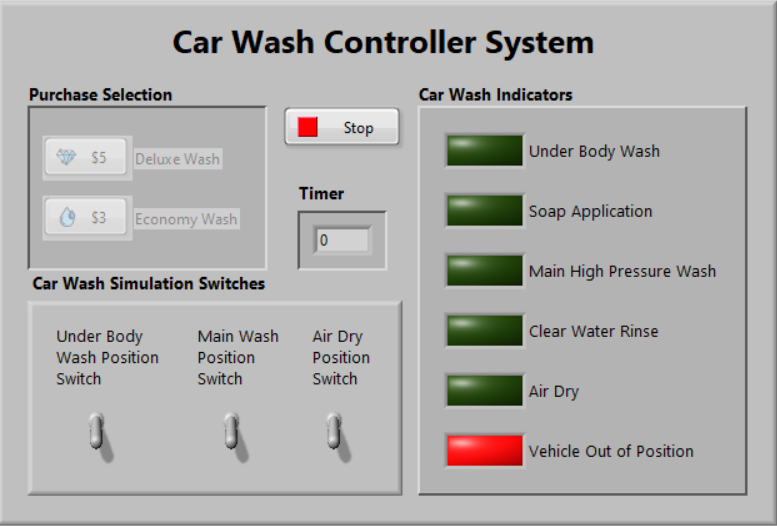 Car Wash Controller System
Purchase Selection
$5
Deluxe Wash
$3
Economy Wash
Stop
Timer
0
Car Wash Simulation Switches
Under Body
Wash Position
Switch
Main Wash
Position
Switch
Air Dry
Position
Switch
Car Wash Indicators
Under Body Wash
Soap Application
Main High Pressure Wash
Clear Water Rinse
Air Dry
Vehicle Out of Position